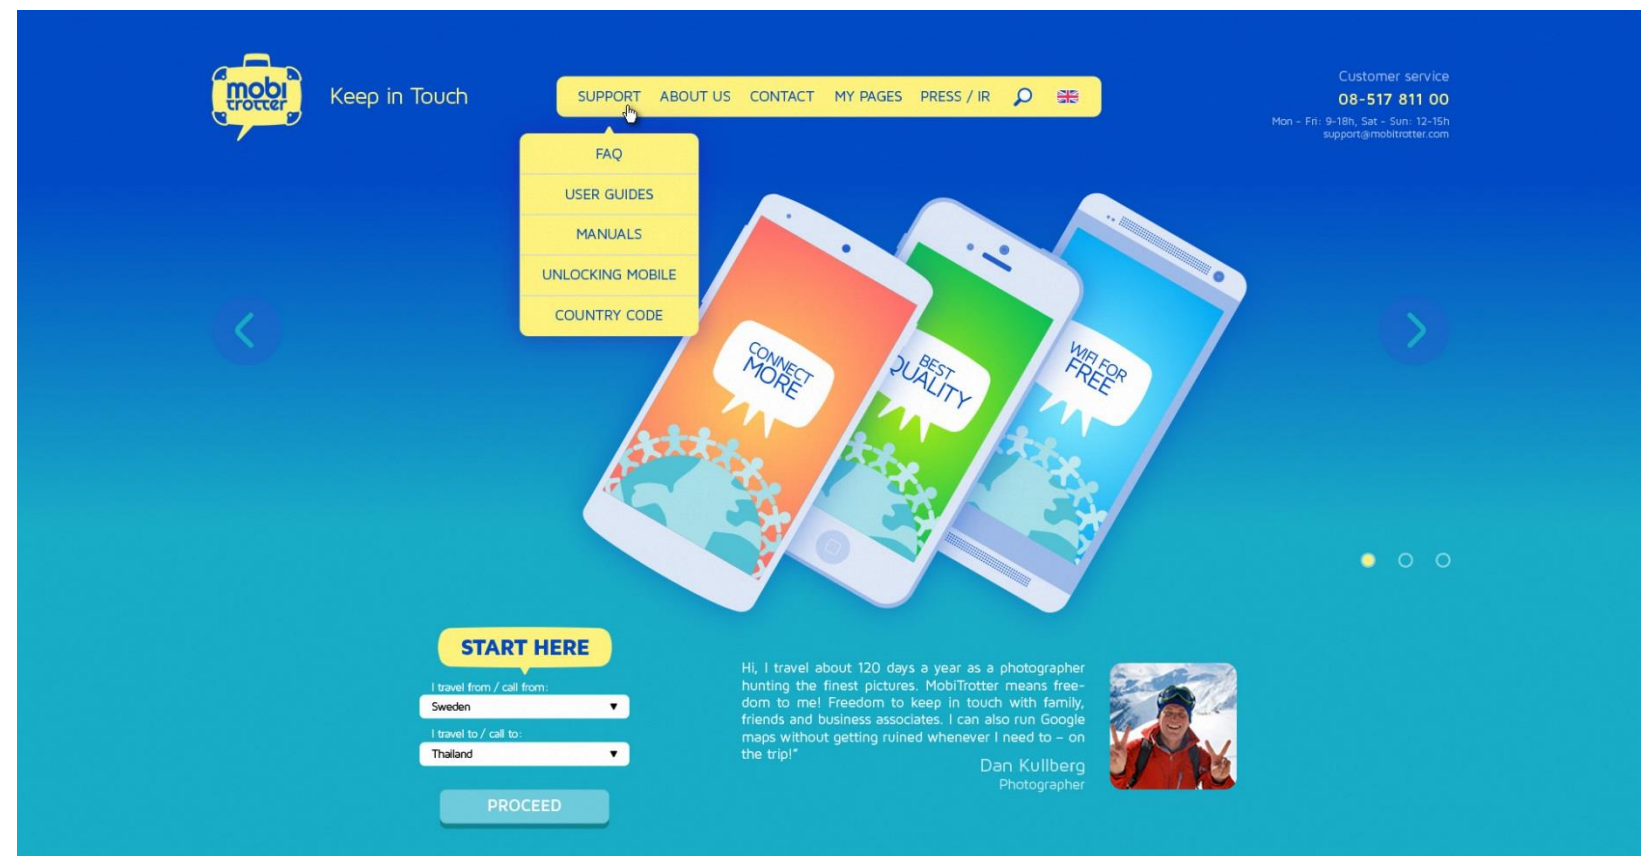 mobi
trotter
Keep in Touch
SUPPORT ABOUT US CONTACT MY PAGES PRESS / IR
Customer service
08-517 811 00
Mon - Fri: 9-18h, Sat - Sun: 12-15h
support@mobitrotter.com
FAQ
USER GUIDES
MANUALS
UNLOCKING MOBILE
COUNTRY CODE
CONNECT
MORE
BEST
QUALITY
WIFI FOR
FREE
START HERE
I travel from / call from:
Sweden
I travel to / call to:
Thailand
PROCEED
Hi, I travel about 120 days a year as a photographer
hunting the finest pictures. MobiTrotter means free-
dom to me! Freedom to keep in touch with family,
friends and business associates. I can also run Google
maps without getting ruined whenever I need to – on
the trip!"
Dan Kullberg
Photographer